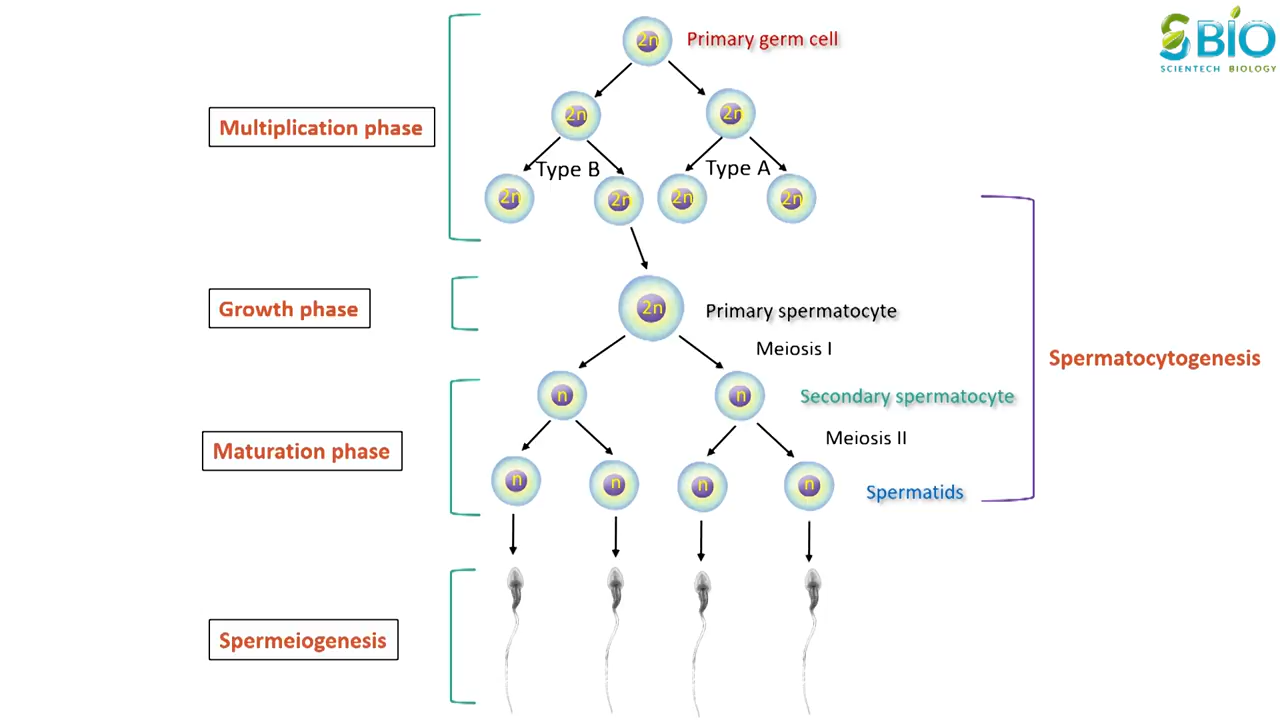 SBIO
SCIENTECH BIOLOGY
2n
Primary germ cell
Multiplication phase
2n
2n
Type B
Type A
2n
2n
2n
2n
Growth phase
2n
Primary spermatocyte
Meiosis I
Spermatocytogenesis
n
n
Secondary spermatocyte
Meiosis II
Maturation phase
n
n
n
n
Spermatids
Spermeiogenesis